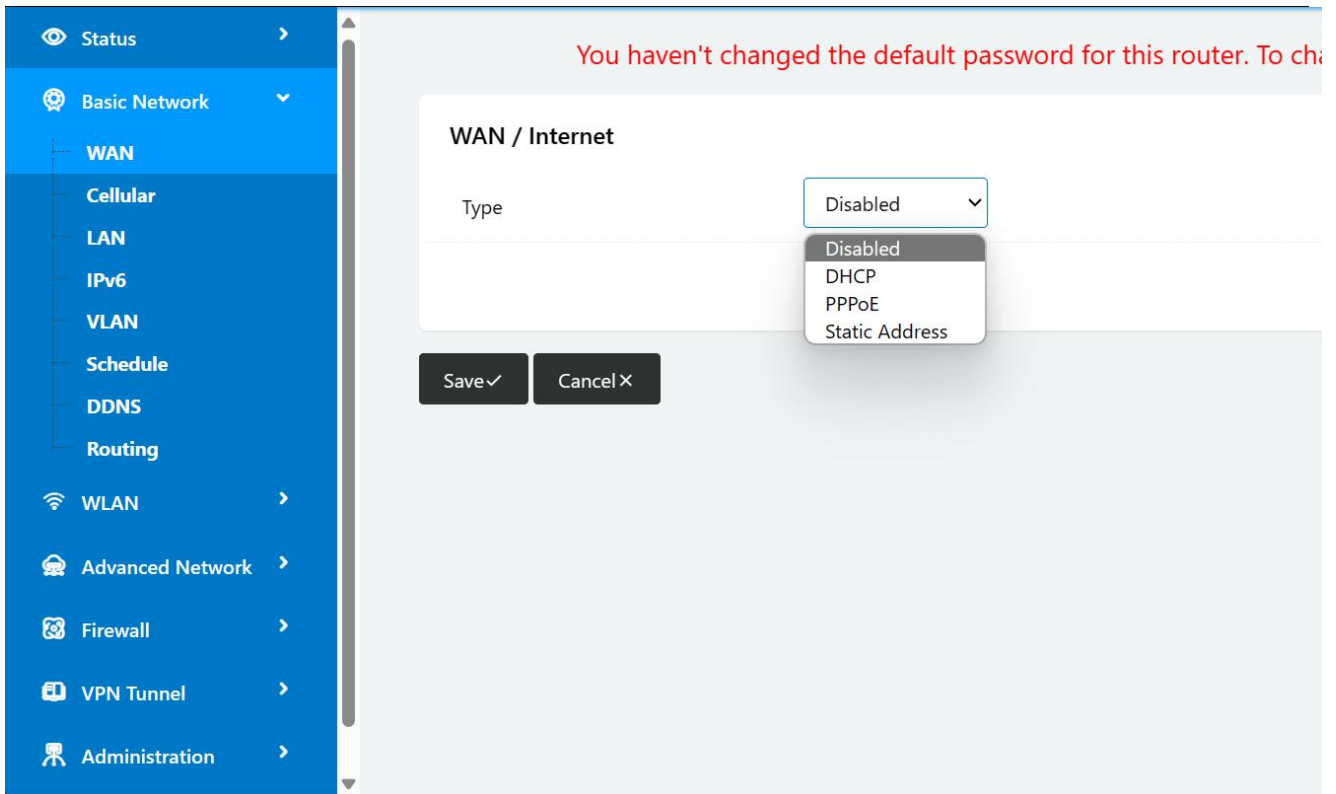 Status
Basic Network
WAN
Cellular
LAN
IPv6
VLAN
Schedule
DDNS
Routing
WLAN
Advanced Network
Firewall
VPN Tunnel
Administration
You haven't changed the default password for this router. To cha
WAN / Internet
Type
Disabled
Disabled
DHCP
PPPoE
Static Address
Save
Cancel